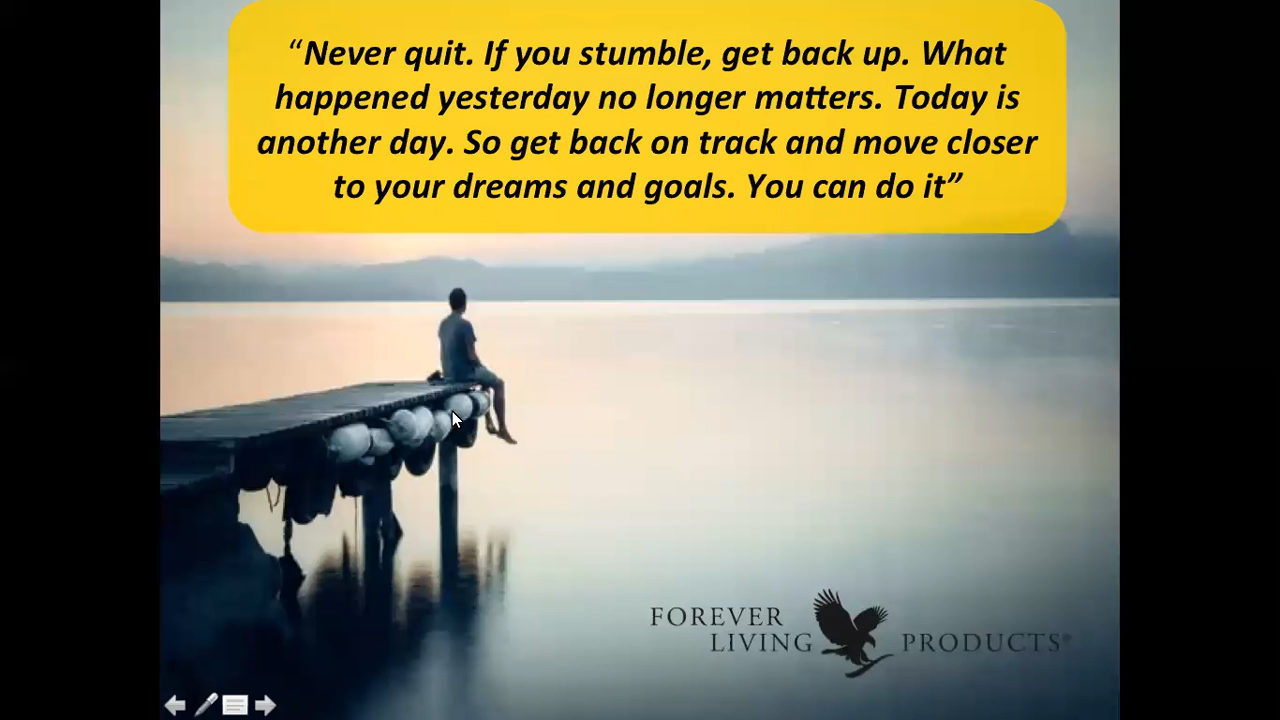 “Never quit. If you stumble, get back up. What
happened yesterday no longer matters. Today is
another day. So get back on track and move closer
to your dreams and goals. You can do it”
FOREVER
LIVING PRODUCTS®